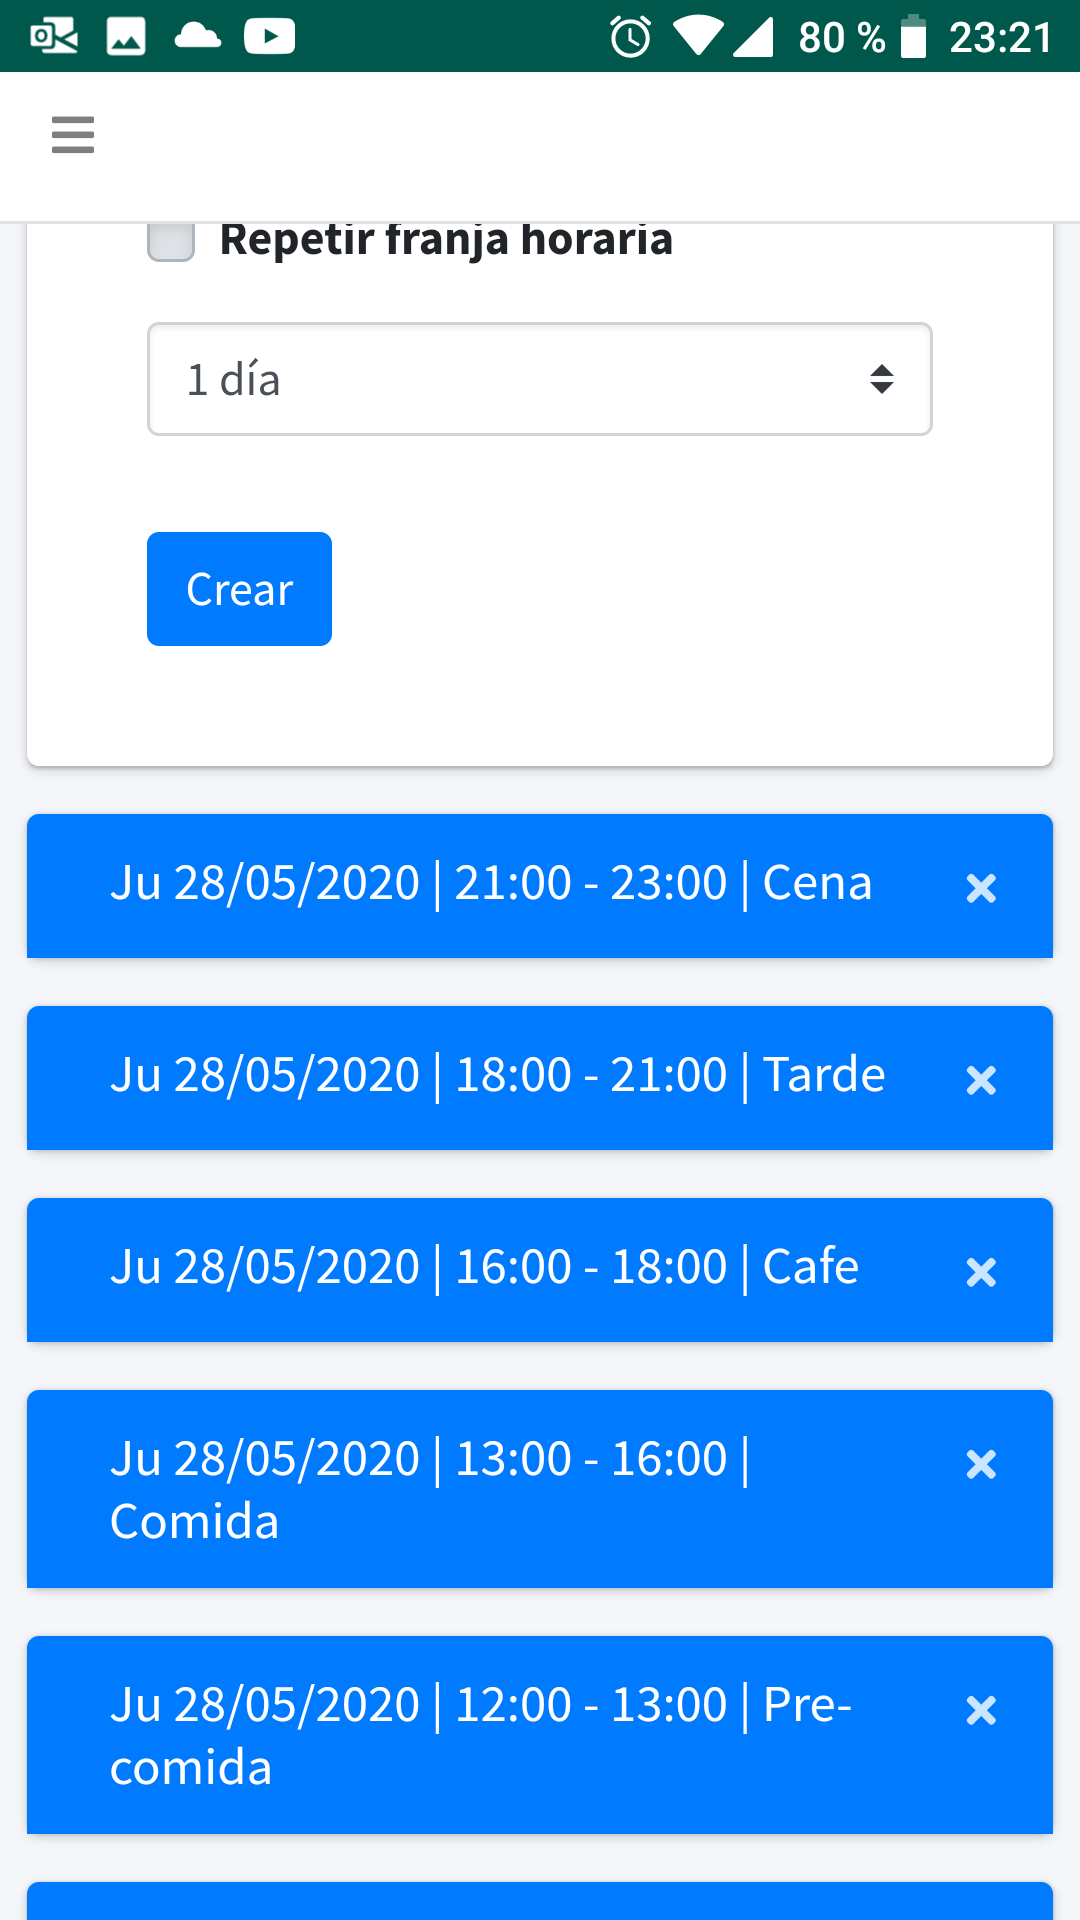 80 % 23:21
Repetir franja horaria
1 día
Crear
Ju 28/05/2020 | 21:00 - 23:00 | Cena
Ju 28/05/2020 | 18:00 - 21:00 | Tarde
Ju 28/05/2020 | 16:00 - 18:00 | Cafe
Ju 28/05/2020 | 13:00 - 16:00 |
Comida
Ju 28/05/2020 | 12:00 - 13:00 | Pre-
comida